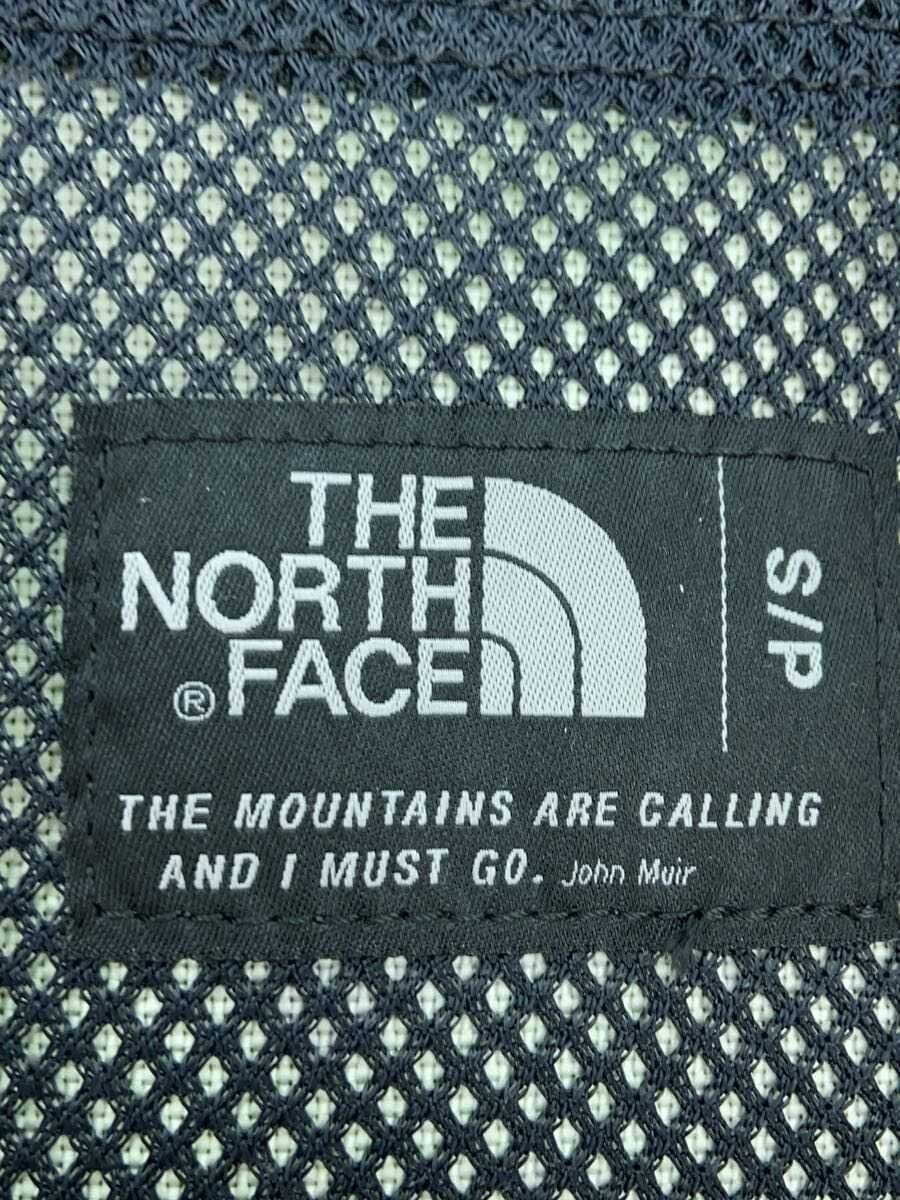 THE
NORTH
® FACE
S/P
THE MOUNTAINS ARE CALLING
AND I MUST GO. John Muir